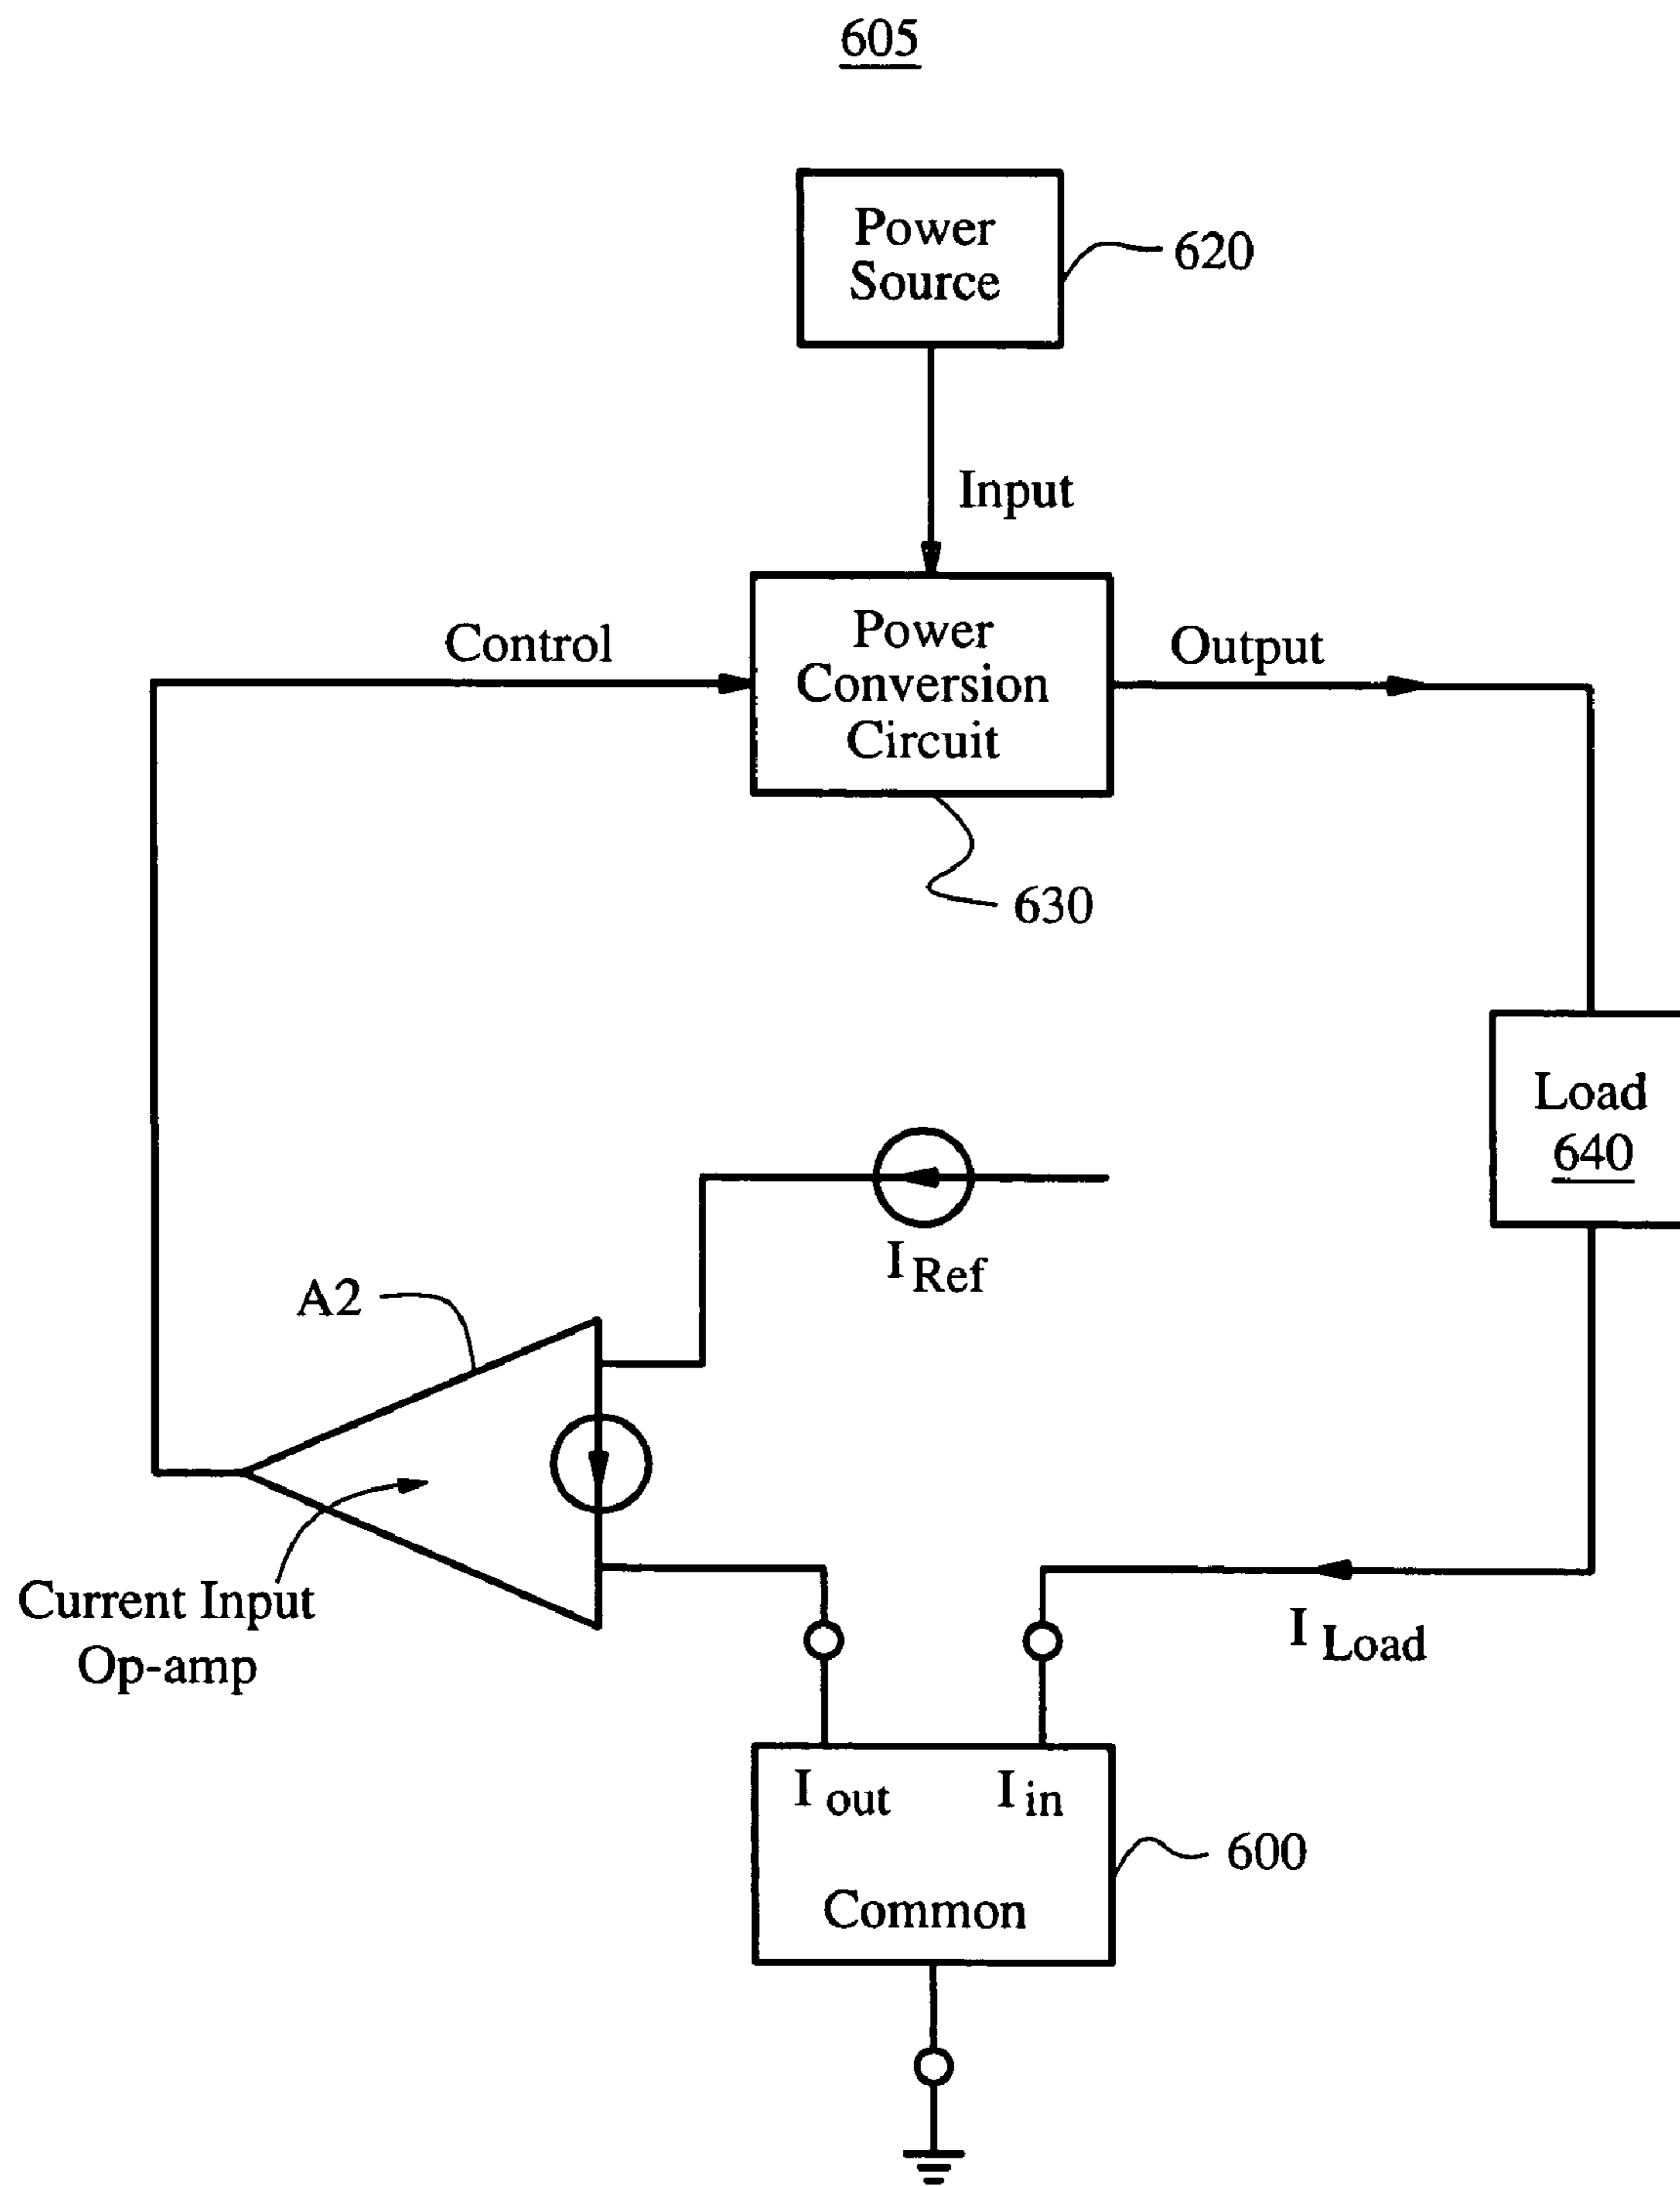 605
Power
Source
620
Input
Control
Power
Conversion
Circuit
Output
630
Load
640
I Ref
A2
Current Input
Op-amp
I Load
I out
I in
600
Common